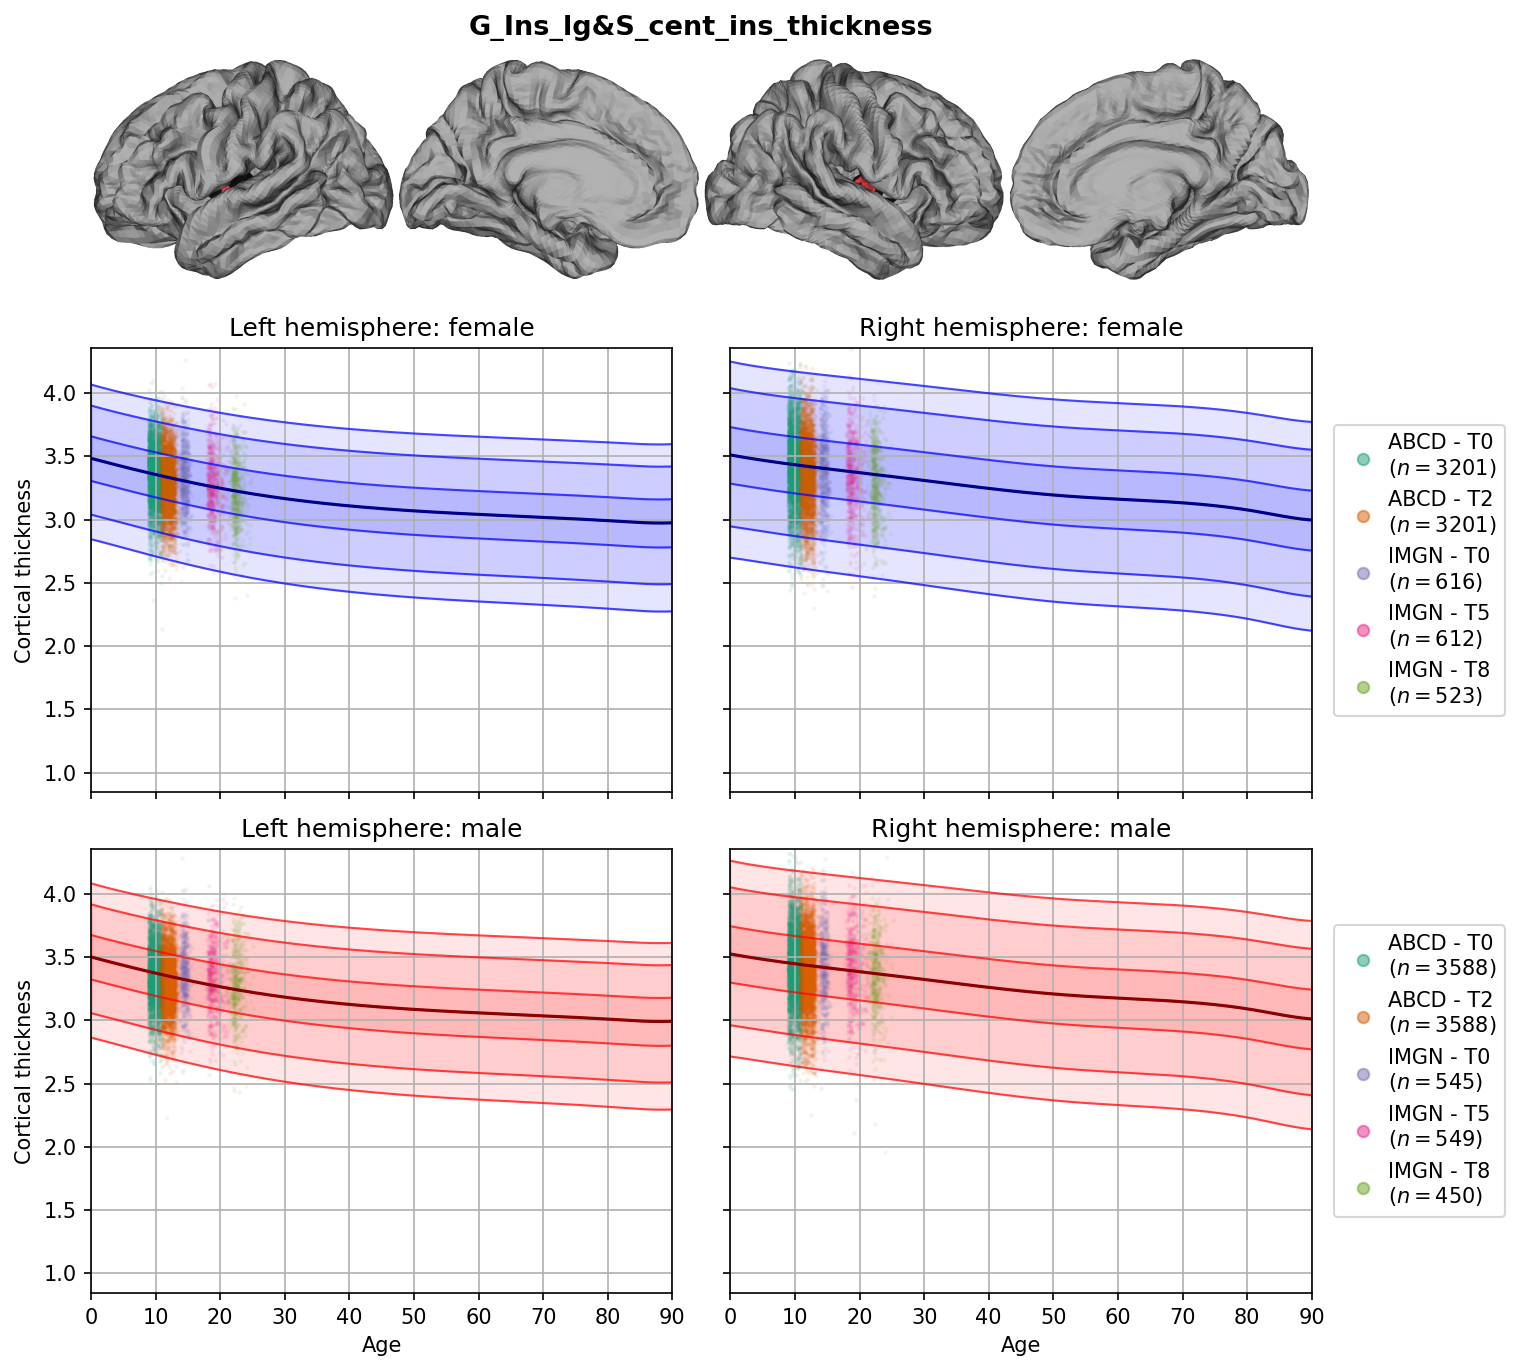 G_Ins_lg&S_cent_ins_thickness
Left hemisphere: female
Right hemisphere: female
Cortical thickness
4.0
3.5
3.0
2.5
2.0
1.5
1.0
ABCD - T0
(n = 3201)
ABCD - T2
(n = 3201)
IMGN - T0
(n = 616)
IMGN - T5
(n = 612)
IMGN - T8
(n = 523)
Left hemisphere: male
Right hemisphere: male
Cortical thickness
4.0
3.5
3.0
2.5
2.0
1.5
1.0
ABCD - T0
(n = 3588)
ABCD - T2
(n = 3588)
IMGN - T0
(n = 545)
IMGN - T5
(n = 549)
IMGN - T8
(n = 450)
0 10 20 30 40 50 60 70 80 90
0 10 20 30 40 50 60 70 80 90
Age
Age